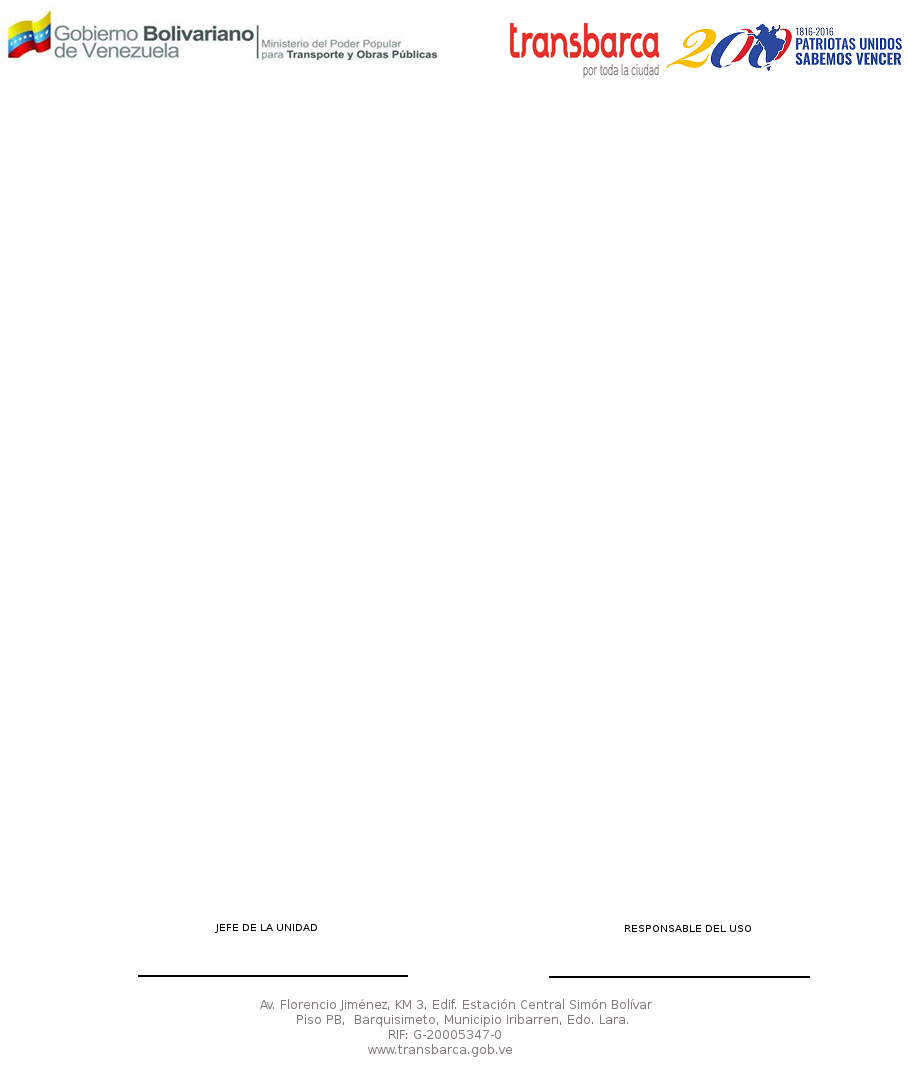 Gobierno Bolivariano
de Venezuela
Ministerio del Poder Popular
para Transporte y Obras Públicas
transbarca
por toda la ciudad
200
1816-2016
PATRIOTAS UNIDOS
SABEMOS VENCER
JEFE DE LA UNIDAD
RESPONSABLE DEL USO
Av. Florencio Jiménez, KM 3, Edif. Estación Central Simón Bolívar
Piso PB, Barquisimeto, Municipio Iribarren, Edo. Lara.
RIF: G-20005347-0
www.transbarca.gob.ve